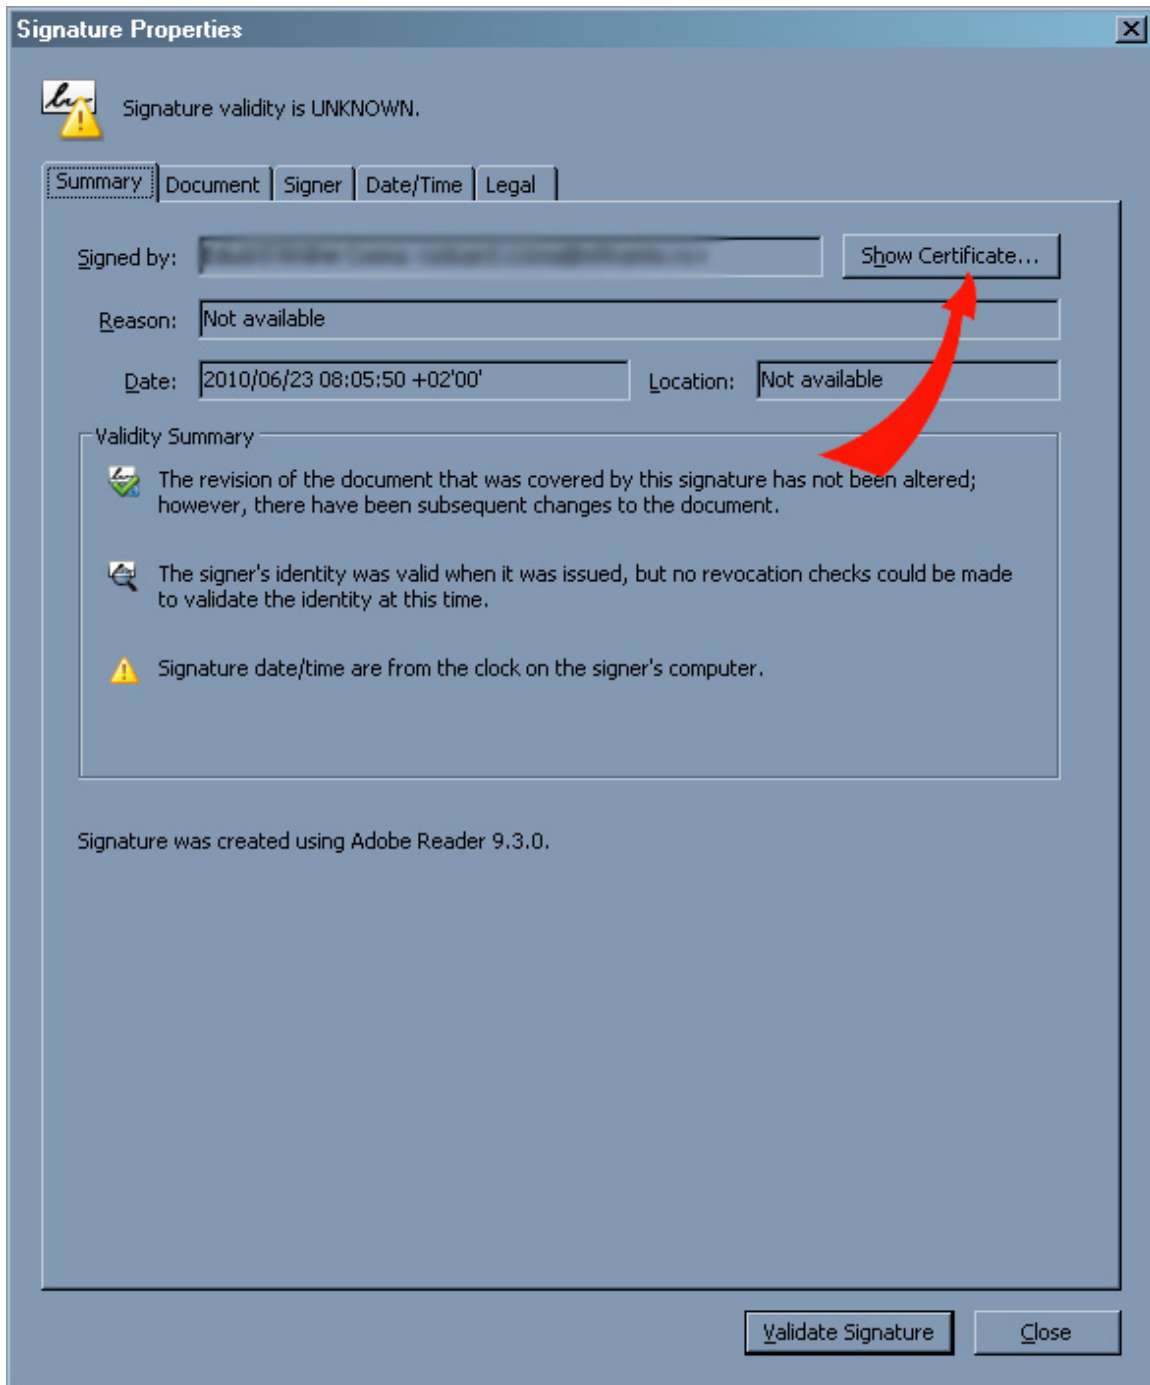 Signature Properties
Signature validity is UNKNOWN.
Summary Document Signer Date/Time Legal
Signed by: Show Certificate...
Reason: Not available
Date: 2010/06/23 08:05:50 +02'00' Location: Not available
Validity Summary
The revision of the document that was covered by this signature has not been altered;
however, there have been subsequent changes to the document.
The signer's identity was valid when it was issued, but no revocation checks could be made
to validate the identity at this time.
Signature date/time are from the clock on the signer's computer.
Signature was created using Adobe Reader 9.3.0.
Validate Signature Close